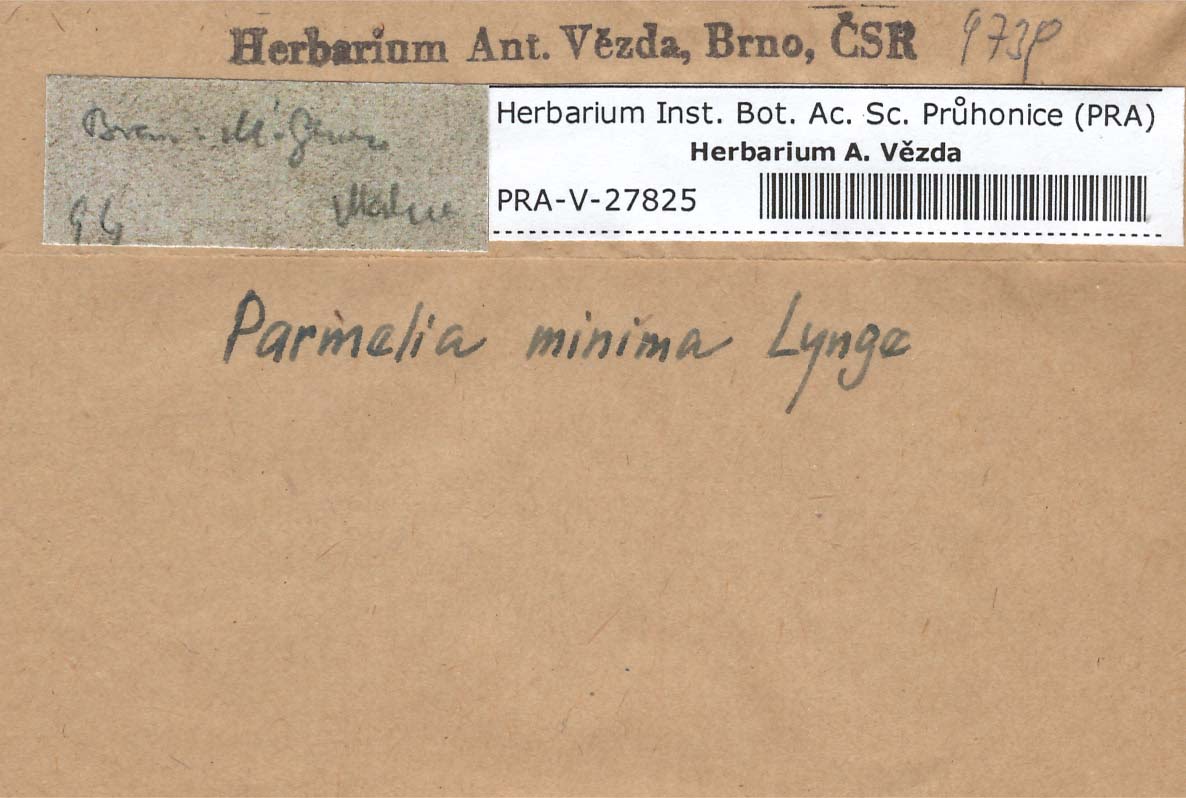 Herbarium Ant. Vězda, Brno, ČSR
Herbarium Inst. Bot. Ac. Sc. Průhonice (PRA)
Herbarium A. Vězda
PRA-V-27825
Malme
Parmelia minima Lynge